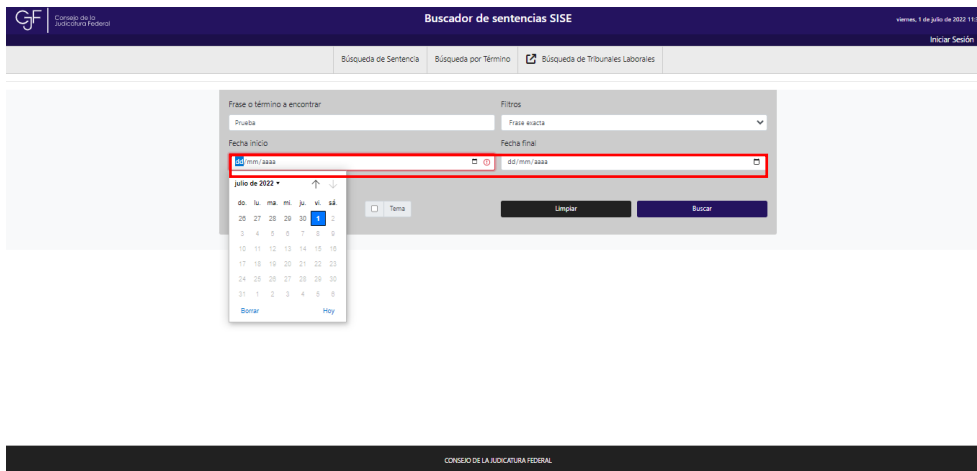 CJF Consejo de la Judicatura Federal
Buscador de sentencias SISE
viernes, 1 de julio de 2022 11:
Iniciar Sesión
Búsqueda de Sentencia Búsqueda por Término Búsqueda de Tribunales Laborales
Frase o término a encontrar Filtros
Prueba Frase exacta
Fecha inicio Fecha final
dd/mm/aaaa dd/mm/aaaa
julio de 2022
do. lu. ma. mi. ju. vi. sá.
26 27 28 29 30 1 2
3 4 5 6 7 8 9
10 11 12 13 14 15 16
17 18 19 20 21 22 23
24 25 26 27 28 29 30
31 1 2 3 4 5 6
Borrar Hoy
Tema Limpiar Buscar
CONSEJO DE LA JUDICATURA FEDERAL